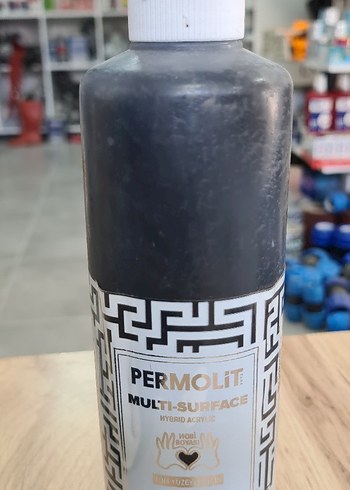 PERMOLiT
MULTI-SURFACE
HYBRID ACRYLIC
HOBİ
BOYASI